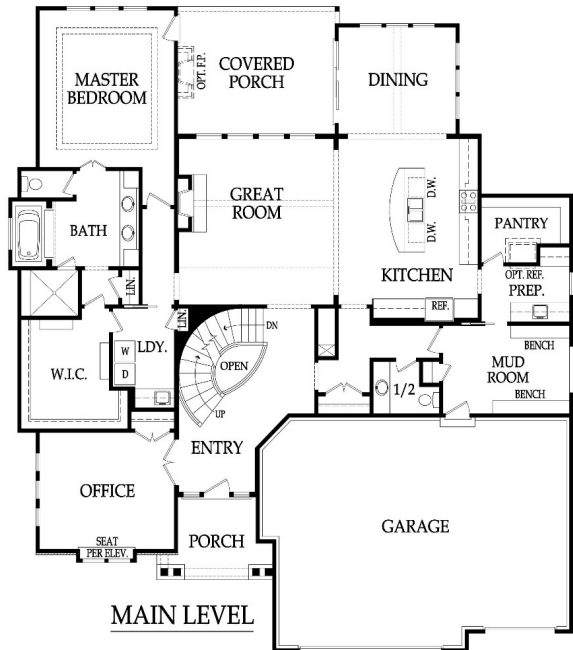 MASTER
BEDROOM
OPT. F.P.
COVERED
PORCH
DINING
GREAT
ROOM
D.W.
D.W.
KITCHEN
REF.
PANTRY
OPT. REF.
PREP.
BATH
LIN.
LIN.
W.I.C.
LDY.
W
D
DN
OPEN
UP
MUD
ROOM
BENCH
BENCH
1/2
ENTRY
OFFICE
SEAT
PER ELEV.
PORCH
GARAGE
MAIN LEVEL